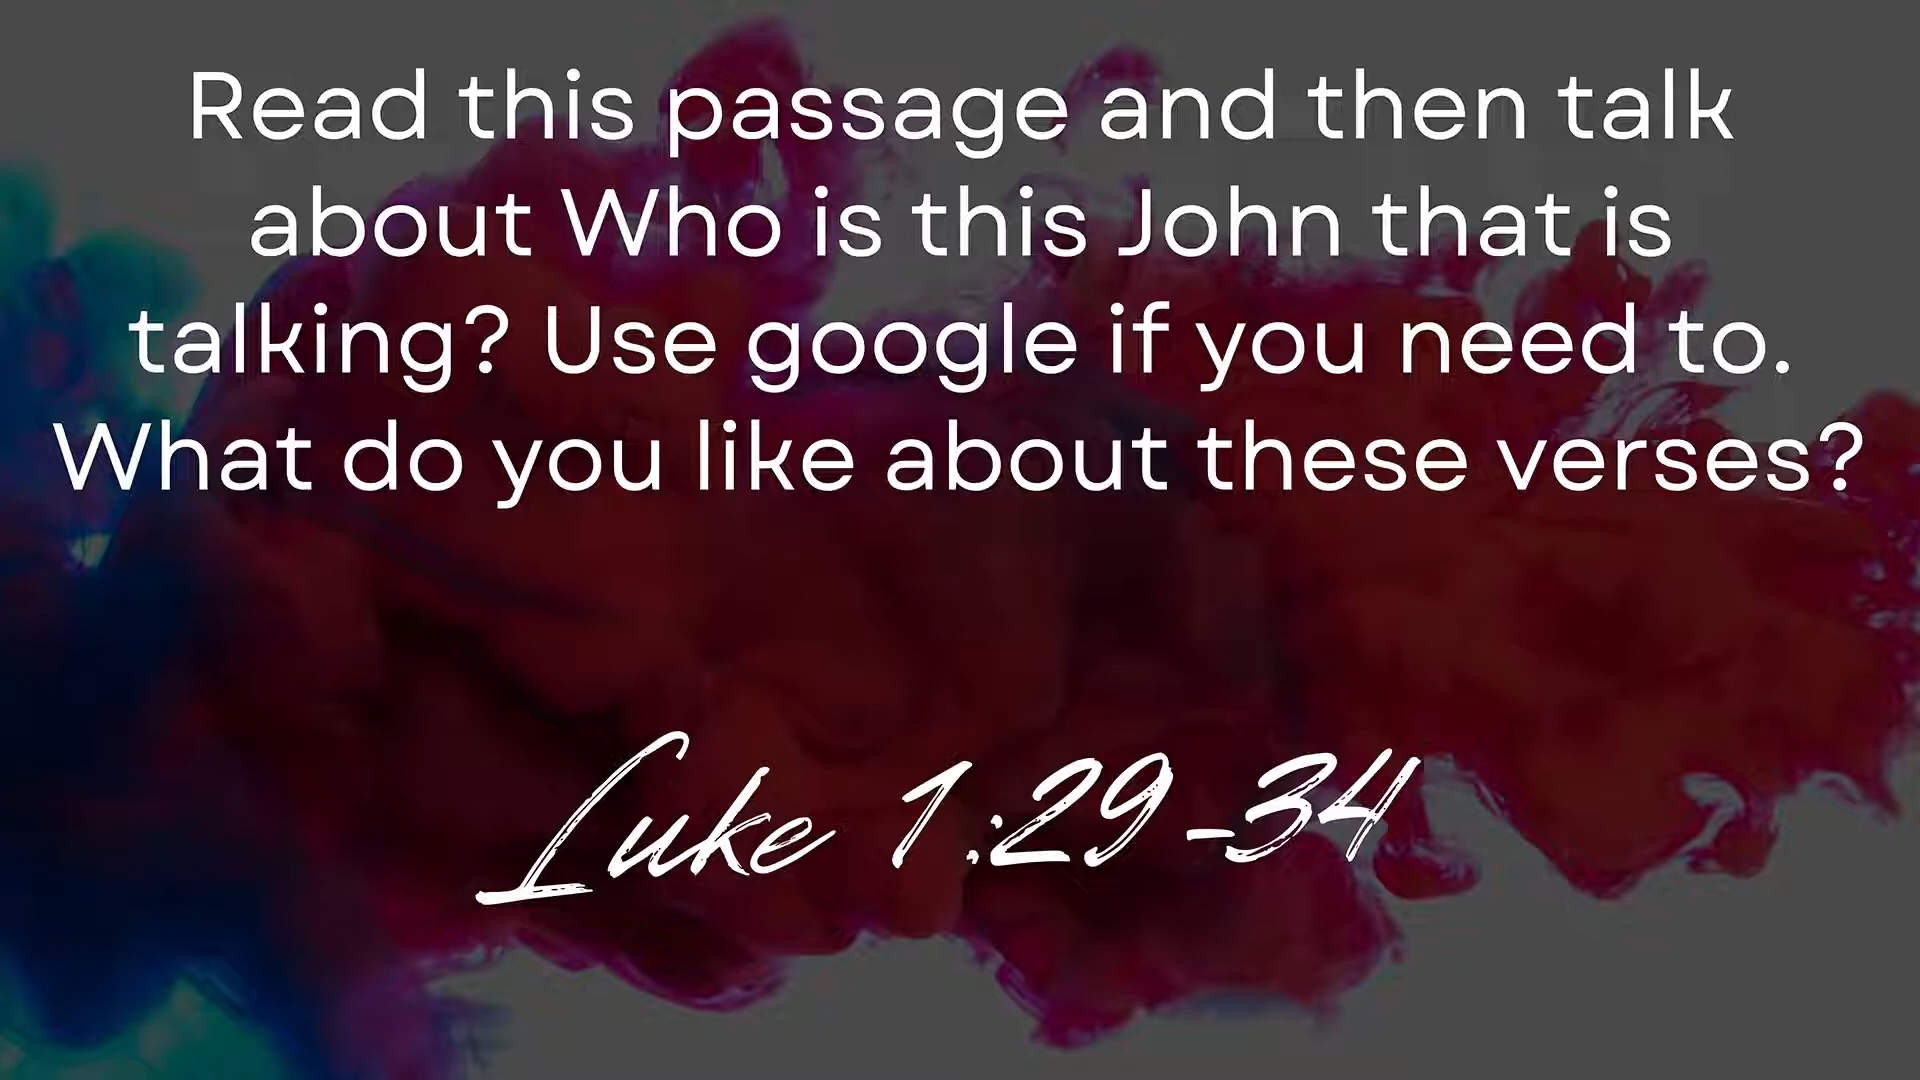 Read this passage and then talk
about Who is this John that is
talking? Use google if you need to.
What do you like about these verses?
Luke 1:29-34